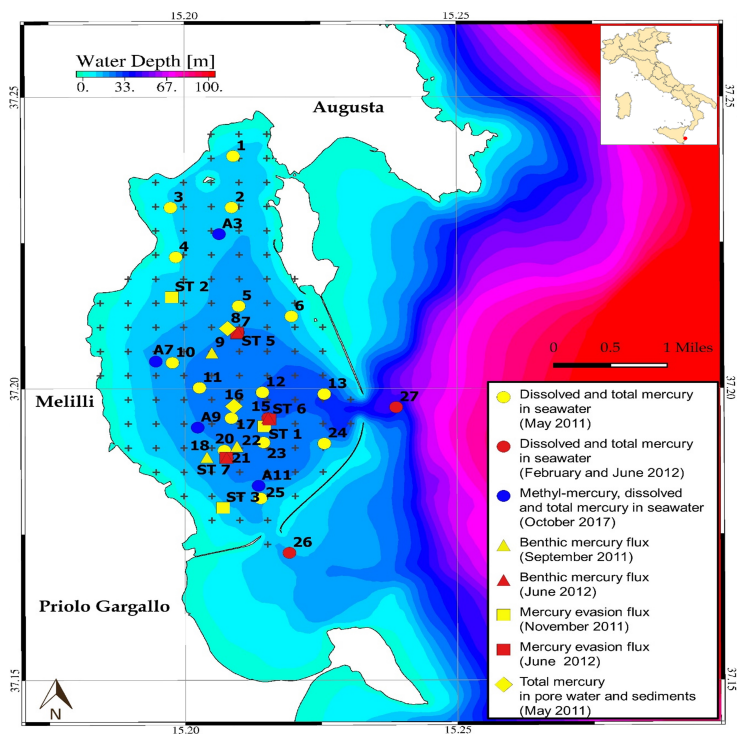 15.20
15.25
Water Depth [m]
0. 33. 67. 100.
Augusta
37.25
37.25
1
3
2
A3
4
ST 2
5
6
8
7
9
ST 5
A7
10
11
12
13
27
37.20
37.20
Melilli
16
15
ST 6
A9
17
ST 1
24
18
20
22
23
21
ST 7
A11
25
ST 3
26
Priolo Gargallo
0 0.5 1 Miles
Dissolved and total mercury
in seawater
(May 2011)
Dissolved and total mercury
in seawater
(February and June 2012)
Methyl-mercury, dissolved
and total mercury in seawater
(October 2017)
Benthic mercury flux
(September 2011)
Benthic mercury flux
(June 2012)
Mercury evasion flux
(November 2011)
Mercury evasion flux
(June 2012)
Total mercury
in pore water and sediments
(May 2011)
N
37.15
37.15
15.20
15.25